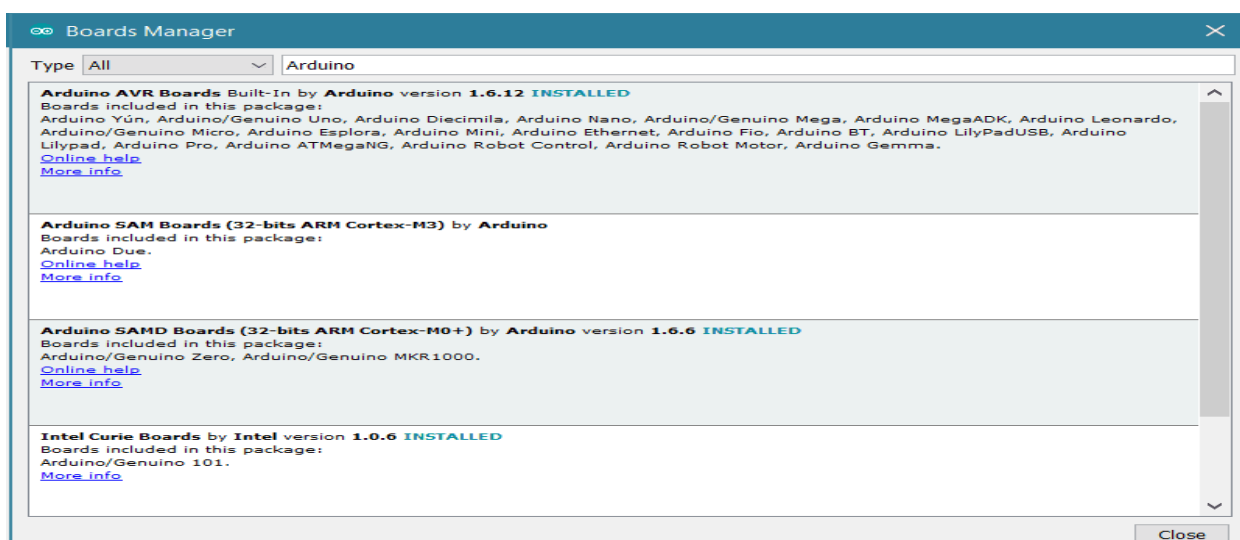 Boards Manager
Type All Arduino
Arduino AVR Boards Built-In by Arduino version 1.6.12 INSTALLED
Boards included in this package:
Arduino Yún, Arduino/Genuino Uno, Arduino Diecimila, Arduino Nano, Arduino/Genuino Mega, Arduino MegaADK, Arduino Leonardo,
Arduino/Genuino Micro, Arduino Esplora, Arduino Mini, Arduino Ethernet, Arduino Fio, Arduino BT, Arduino LilyPadUSB, Arduino
Lilypad, Arduino Pro, Arduino ATMegaNG, Arduino Robot Control, Arduino Robot Motor, Arduino Gemma.
Online help
More info
Arduino SAM Boards (32-bits ARM Cortex-M3) by Arduino
Boards included in this package:
Arduino Due.
Online help
More info
Arduino SAMD Boards (32-bits ARM Cortex-M0+) by Arduino version 1.6.6 INSTALLED
Boards included in this package:
Arduino/Genuino Zero, Arduino/Genuino MKR1000.
Online help
More info
Intel Curie Boards by Intel version 1.0.6 INSTALLED
Boards included in this package:
Arduino/Genuino 101.
More info
Close